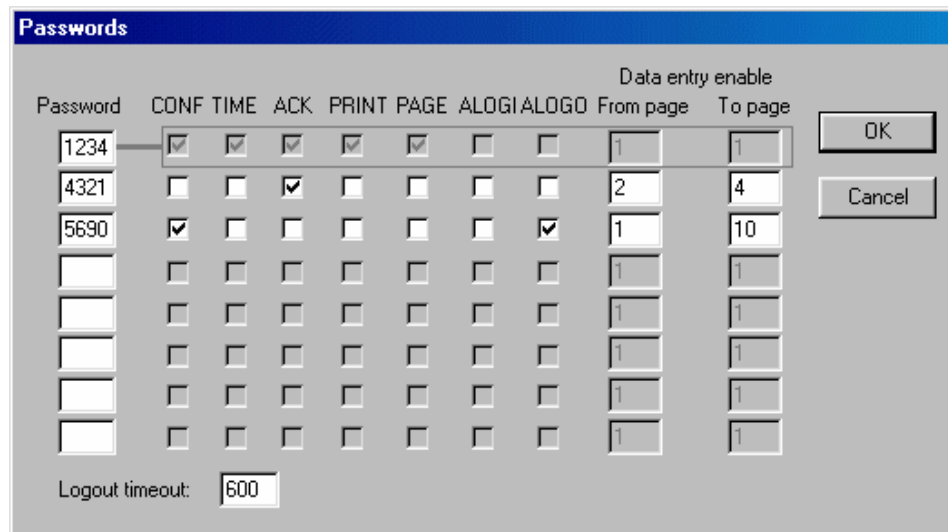 Passwords
Data entry enable
Password CONF TIME ACK PRINT PAGE ALOGI ALOGO From page To page
1234 1 1
4321 2 4
5690 1 10
1 1
1 1
1 1
1 1
1 1
Logout timeout: 600
OK
Cancel